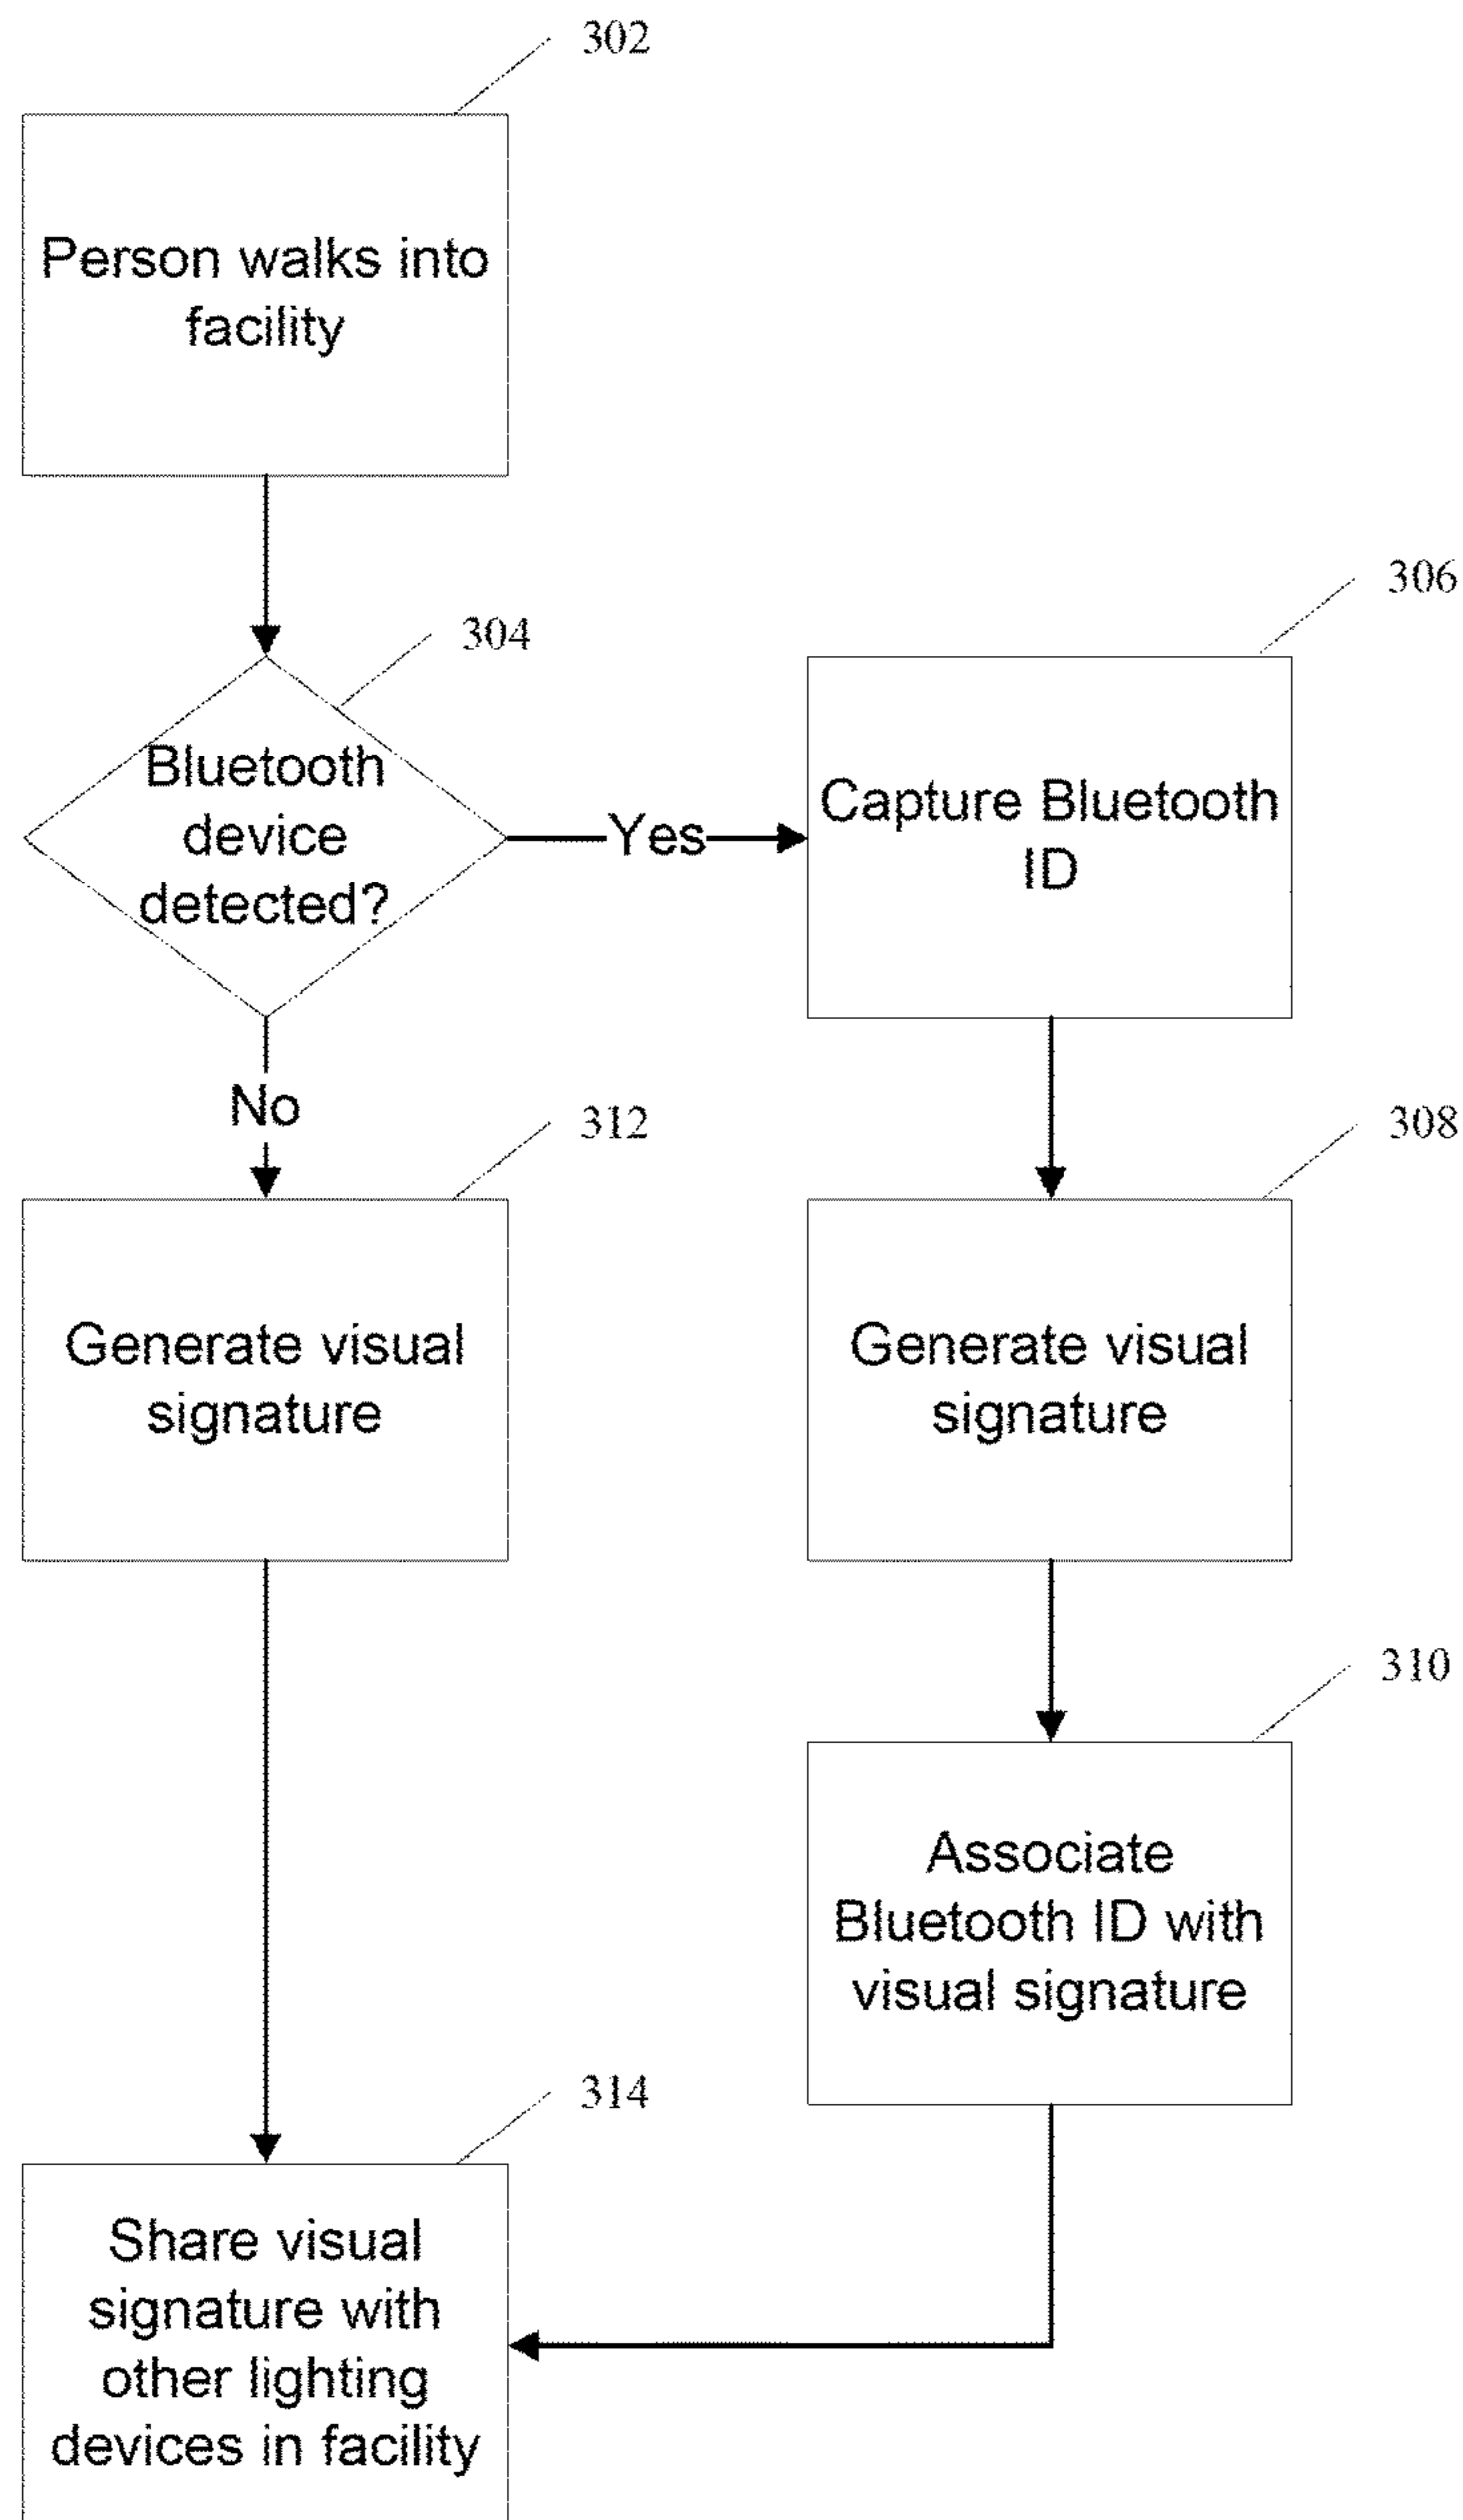 302
Person walks into
facility
304
Bluetooth
device
detected?
Yes
306
Capture Bluetooth
ID
No
312
Generate visual
signature
308
Generate visual
signature
310
Associate
Bluetooth ID with
visual signature
314
Share visual
signature with
other lighting
devices in facility